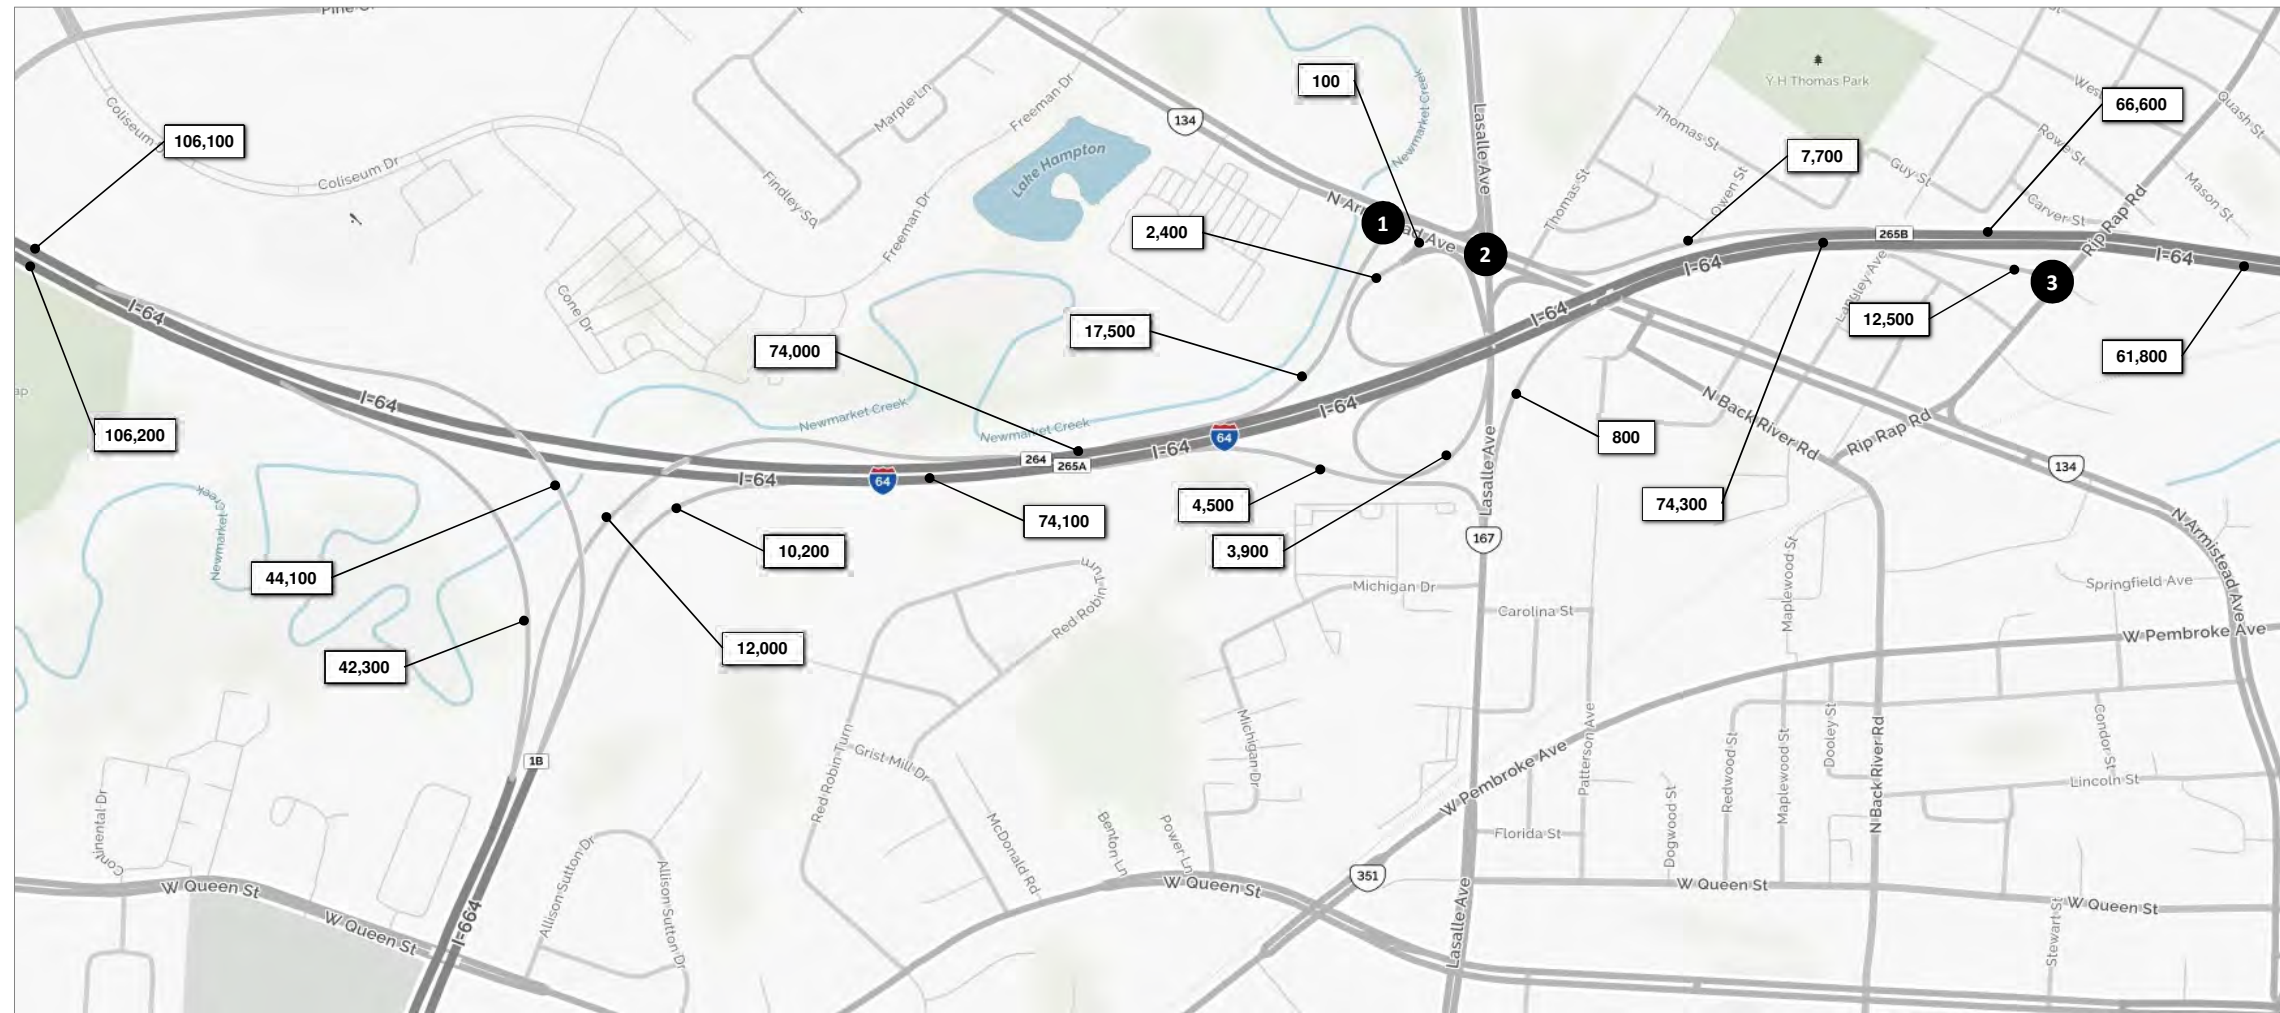 Coliseum Dr
Marple Ln
Freeman Dr
134
100
Newmarket Creek
Lasalle Ave
Y H Thomas Park
66,600
Quash St
106,100
Coliseum Dr
Findley Sq
Lake Hampton
Thomas St
Rowe St
7,700
Guy St
Mason St
Thomas St
Owen St
Carver St
Rip Rap Rd
Freeman Dr
2,400
1
2
265B
I-64
I-64
I-64
3
Langley Ave
12,500
61,800
I-64
Cone Dr
17,500
I-64
74,000
I-64
I-64
Newmarket Creek
Newmarket Creek
N Back River Rd
Rip Rap Rd
106,200
64
I-64
264
265A
I-64
64
800
134
Lasalle Ave
4,500
3,900
74,300
74,100
N Armistead Ave
Newmarket Creek
10,200
167
44,100
Michigan Dr
Maplewood St
Springfield Ave
Red Robin Turn
Carolina St
12,000
42,300
W Pembroke Ave
Michigan Dr
Patterson Ave
Redwood St
Maplewood St
Dooley St
N Back River Rd
Condor St
Red Robin Turn
Grist Mill Dr
1B
W Pembroke Ave
Lincoln St
Continental Dr
McDonald Rd
Benton Ln
Power Ln
Florida St
Dogwood St
Allison Sutton Dr
Allison Sutton Dr
351
W Queen St
W Queen St
W Queen St
W Queen St
W Queen St
I-664
Lasalle Ave
Stewart St